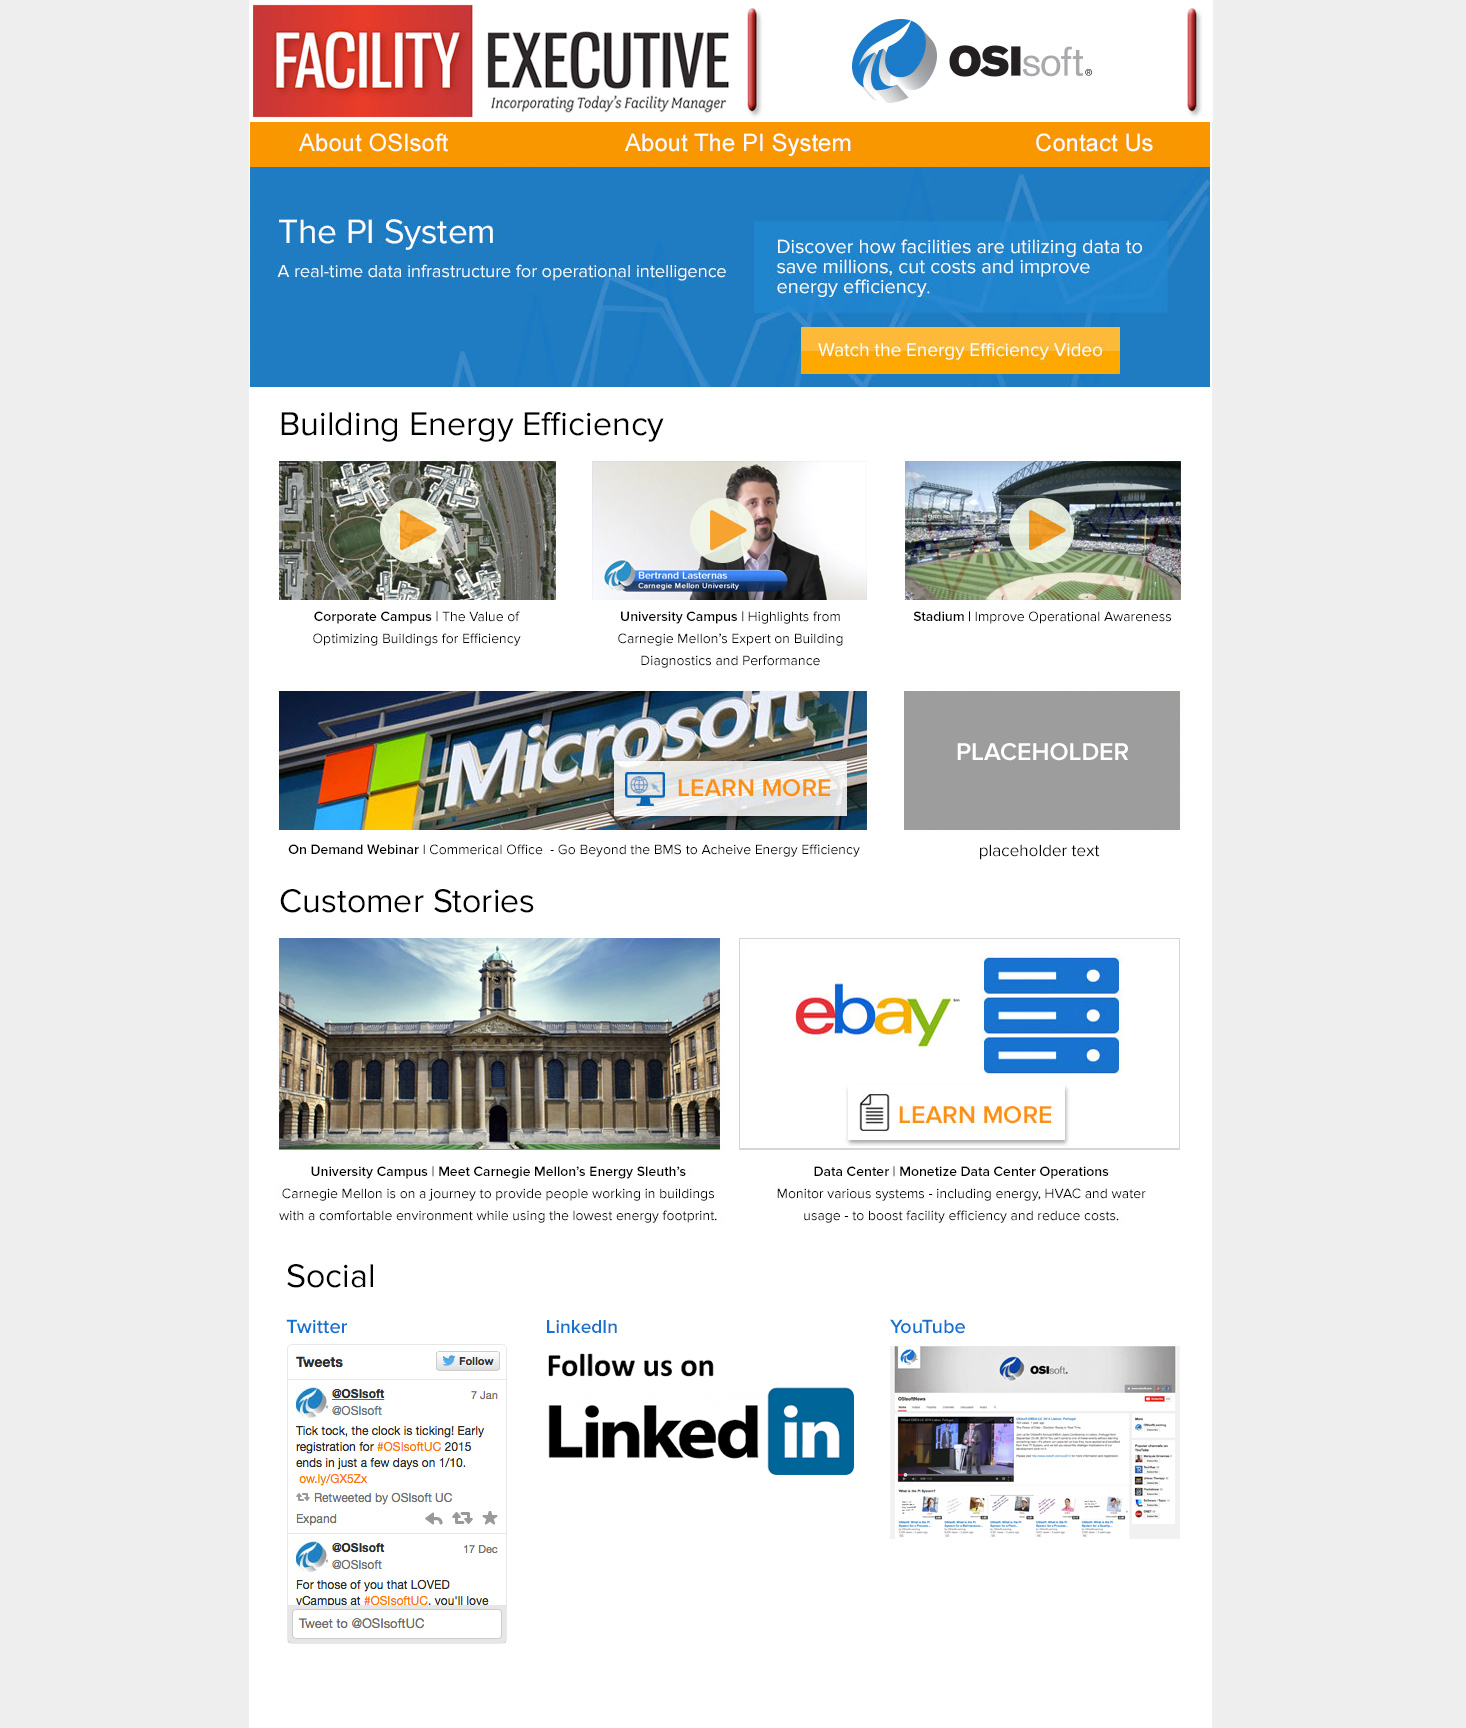 FACILITY EXECUTIVE
Incorporating Today's Facility Manager
OSIsoft®
About OSIsoft
About The PI System
Contact Us
The PI System
A real-time data infrastructure for operational intelligence
Discover how facilities are utilizing data to
save millions, cut costs and improve
energy efficiency.
Watch the Energy Efficiency Video
Building Energy Efficiency
Bertrand Lasternas
Carnegie Mellon University
Corporate Campus | The Value of
Optimizing Buildings for Efficiency
University Campus | Highlights from
Carnegie Mellon's Expert on Building
Diagnostics and Performance
Stadium | Improve Operational Awareness
Microsoft
LEARN MORE
PLACEHOLDER
On Demand Webinar | Commerical Office - Go Beyond the BMS to Acheive Energy Efficiency
placeholder text
Customer Stories
ebay
LEARN MORE
University Campus | Meet Carnegie Mellon's Energy Sleuth's
Carnegie Mellon is on a journey to provide people working in buildings
with a comfortable environment while using the lowest energy footprint.
Data Center | Monetize Data Center Operations
Monitor various systems - including energy, HVAC and water
usage - to boost facility efficiency and reduce costs.
Social
Twitter
Tweets
Follow
@OSIsoft
7 Jan
@OSIsoft
Tick tock, the clock is ticking! Early
registration for #OSIsoftUC 2015
ends in just a few days on 1/10.
ow.ly/GX5Zx
Retweeted by OSIsoft UC
Expand
@OSIsoft
17 Dec
@OSIsoft
For those of you that LOVED
vCampus at #OSIsoftUC, you'll love
Tweet to @OSIsoftUC
LinkedIn
Follow us on
Linked in
YouTube
OSIsoft.
OSIsoftNews
What is the PI System?